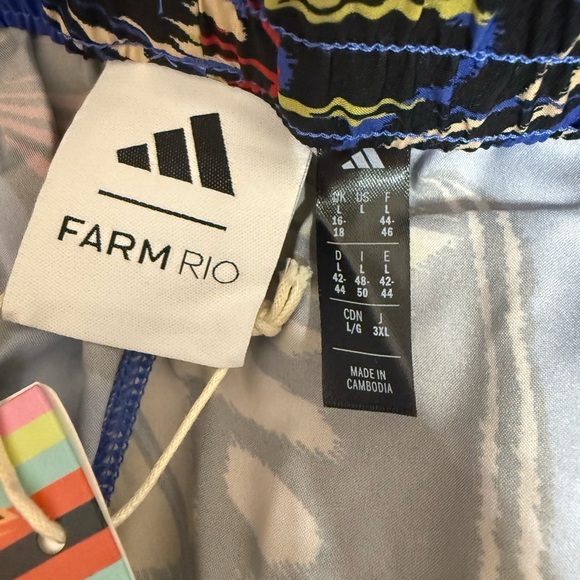 FARM RIO
UK US F
L L L
16- 44-
18 46
D I E
L L L
42- 48- 42-
44 50 44
CDN J
L/G 3XL
MADE IN
CAMBODIA